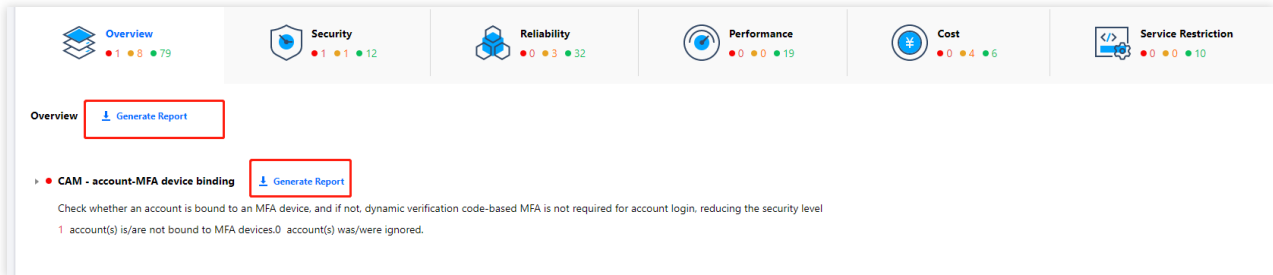 Overview
1 8 79
Security
1 1 12
Reliability
0 3 32
Performance
0 0 19
Cost
0 4 6
Service Restriction
0 0 10
Overview Generate Report
CAM - account-MFA device binding Generate Report
Check whether an account is bound to an MFA device, and if not, dynamic verification code-based MFA is not required for account login, reducing the security level
1 account(s) is/are not bound to MFA devices.0 account(s) was/were ignored.